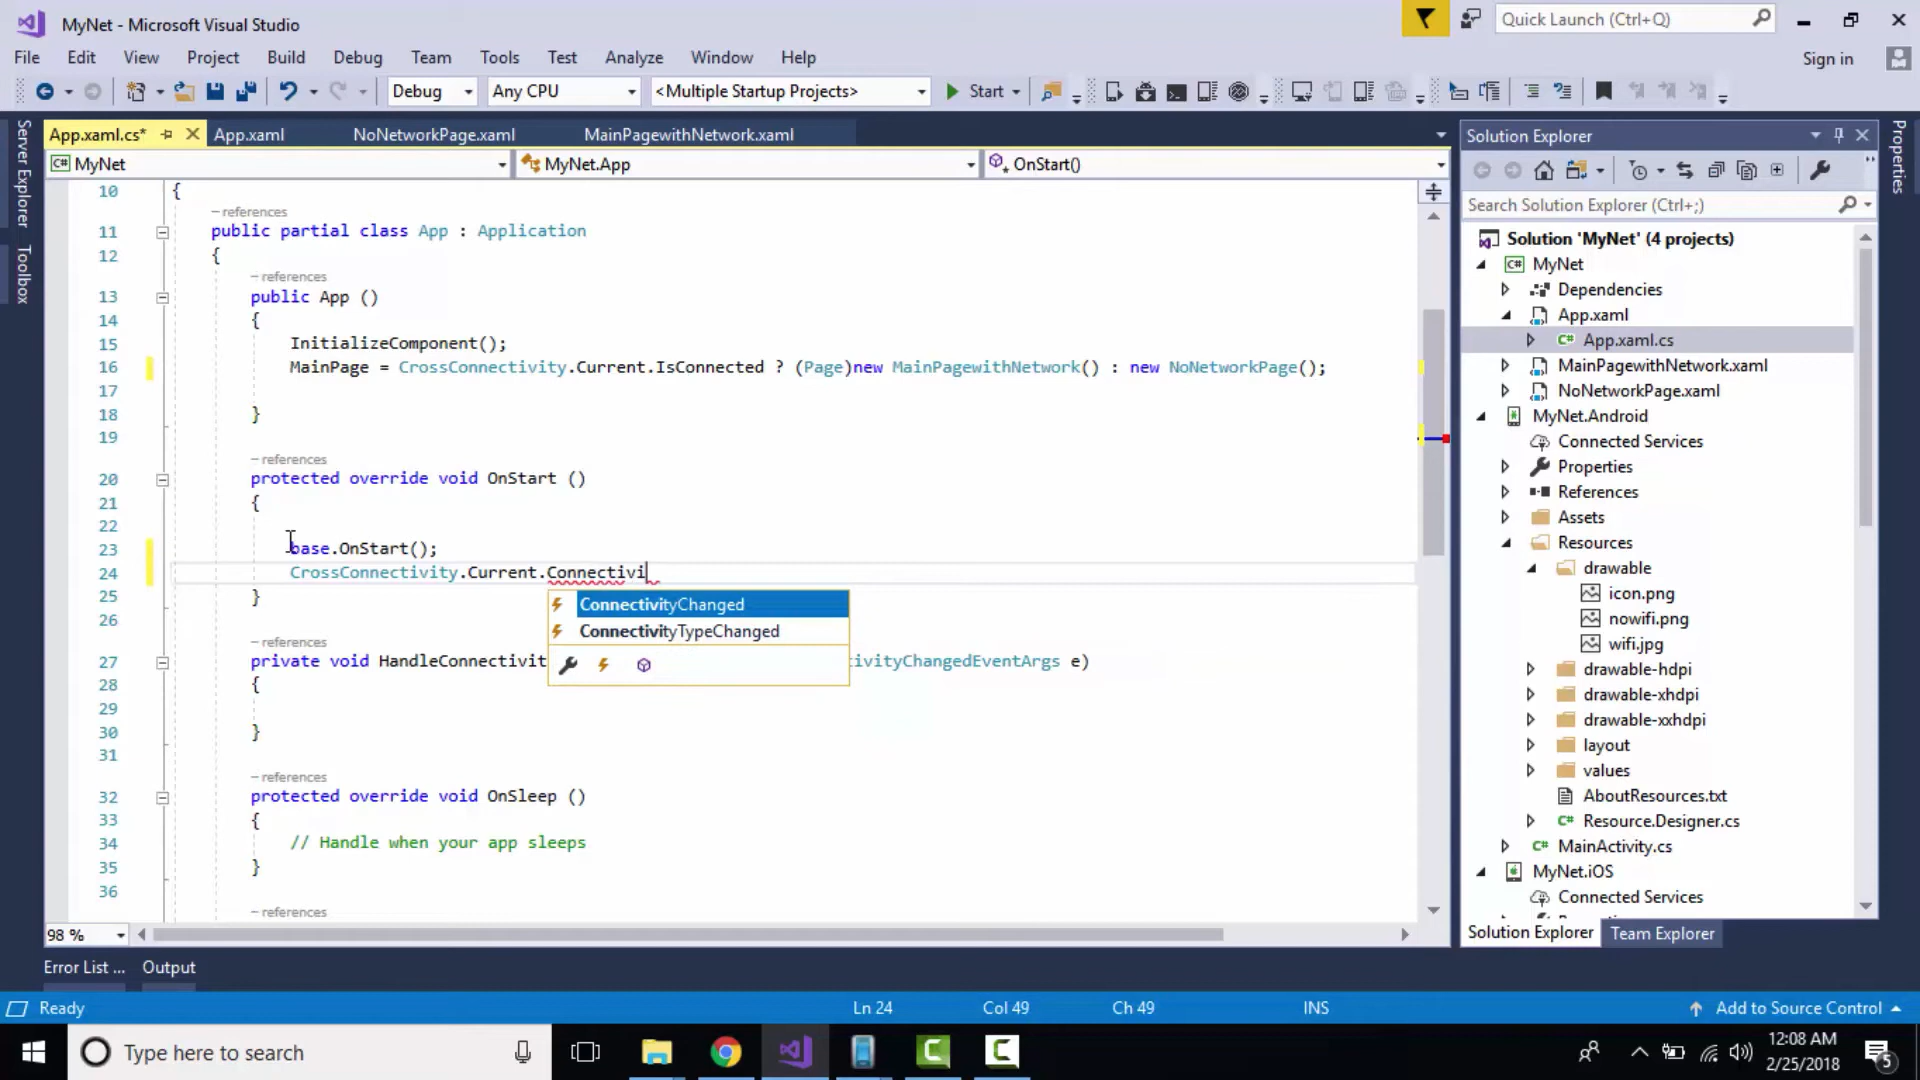 MyNet - Microsoft Visual Studio
Quick Launch (Ctrl+Q)
File Edit View Project Build Debug Team Tools Test Analyze Window Help
Sign in
Debug Any CPU <Multiple Startup Projects> Start
App.xaml.cs* App.xaml NoNetworkPage.xaml MainPagewithNetwork.xaml
MyNet MyNet.App OnStart()
Server Explorer
Toolbox
10 {
– references
11 public partial class App : Application
12 {
– references
13 public App ()
14 {
15 InitializeComponent();
16 MainPage = CrossConnectivity.Current.IsConnected ? (Page)new MainPagewithNetwork() : new NoNetworkPage();
17
18 }
19
– references
20 protected override void OnStart ()
21 {
22
23 base.OnStart();
24 CrossConnectivity.Current.Connectivi
25 }
26
ConnectivityChanged
ConnectivityTypeChanged
– references
27 private void HandleConnectivit ivityChangedEventArgs e)
28 {
29
30 }
31
– references
32 protected override void OnSleep ()
33 {
34 // Handle when your app sleeps
35 }
36
– references
98 %
Error List ... Output
Solution Explorer
Search Solution Explorer (Ctrl+;)
Solution 'MyNet' (4 projects)
MyNet
Dependencies
App.xaml
App.xaml.cs
MainPagewithNetwork.xaml
NoNetworkPage.xaml
MyNet.Android
Connected Services
Properties
References
Assets
Resources
drawable
icon.png
nowifi.png
wifi.jpg
drawable-hdpi
drawable-xhdpi
drawable-xxhdpi
layout
values
AboutResources.txt
Resource.Designer.cs
MainActivity.cs
MyNet.iOS
Connected Services
Solution Explorer Team Explorer
Properties
Ready Ln 24 Col 49 Ch 49 INS Add to Source Control
Type here to search
12:08 AM
2/25/2018
5